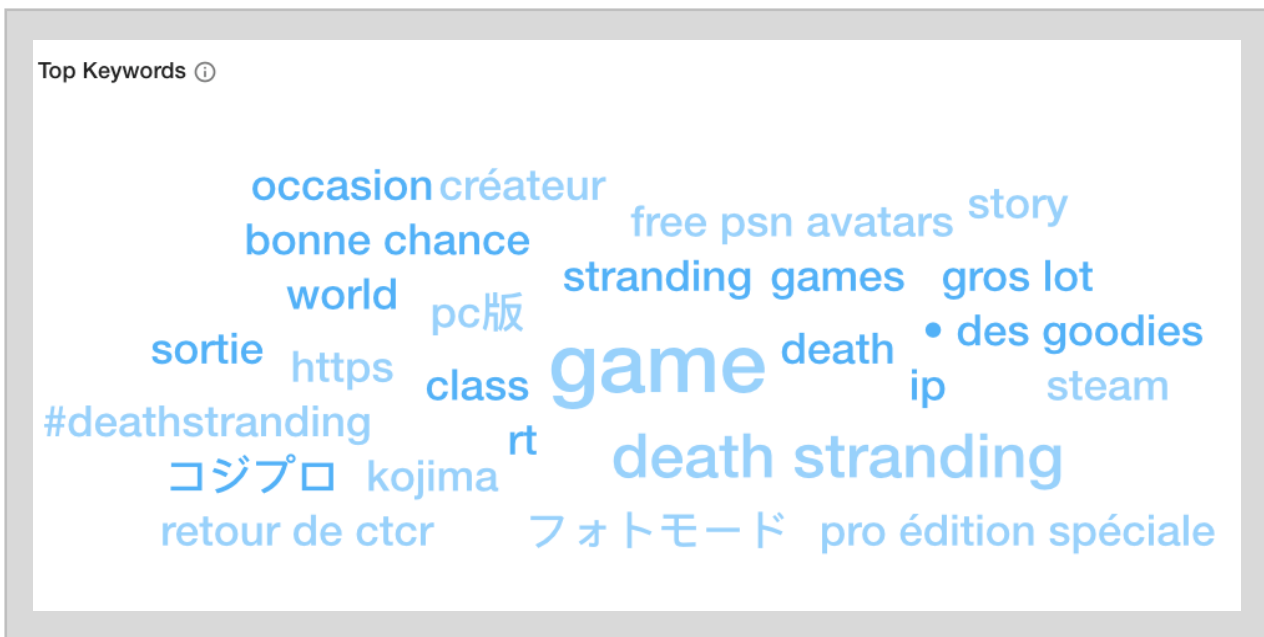 Top Keywords
occasion créateur
free psn avatars story
bonne chance
stranding games gros lot
world pc版
• des goodies
sortie https game death
class ip steam
#deathstranding
rt death stranding
コジプロ kojima
retour de ctcr フォトモード pro édition spéciale